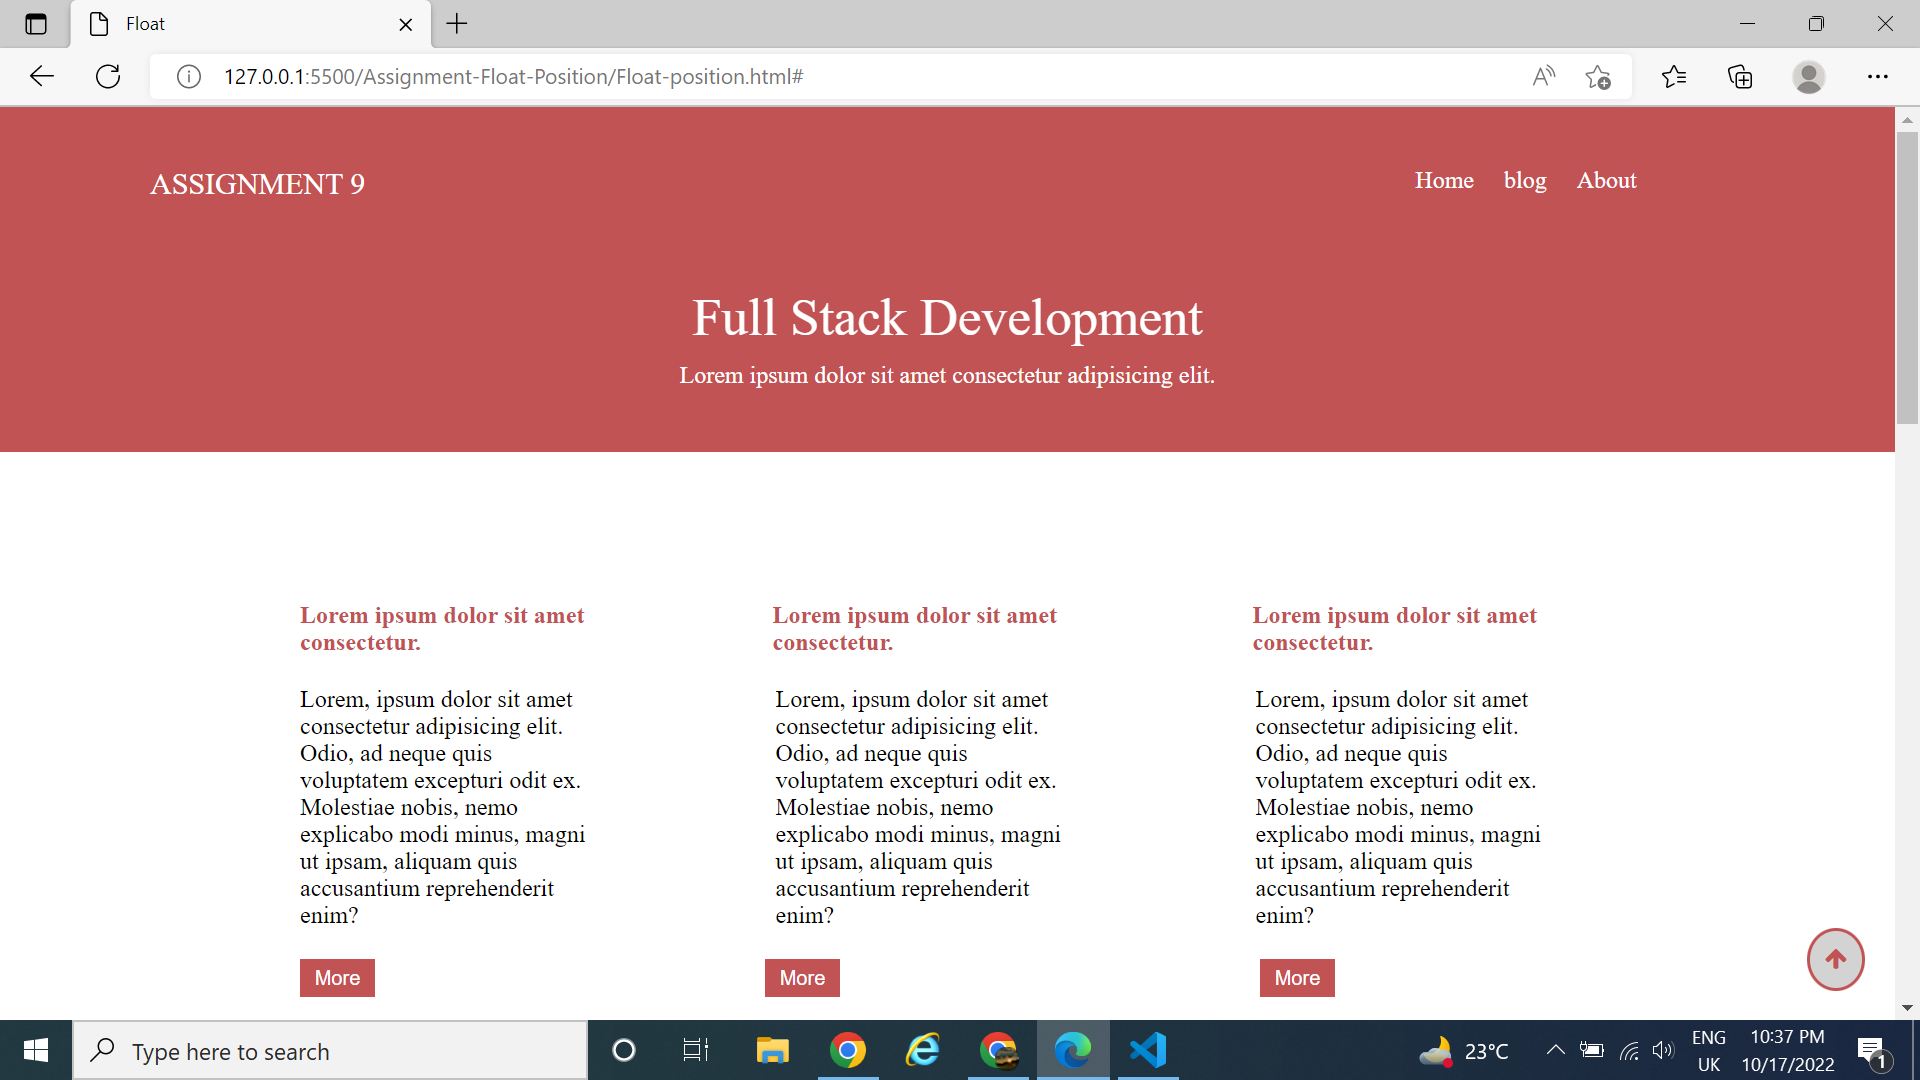 Float
127.0.0.1:5500/Assignment-Float-Position/Float-position.html#
ASSIGNMENT 9
Home blog About
Full Stack Development
Lorem ipsum dolor sit amet consectetur adipisicing elit.
Lorem ipsum dolor sit amet
consectetur.
Lorem, ipsum dolor sit amet
consectetur adipisicing elit.
Odio, ad neque quis
voluptatem excepturi odit ex.
Molestiae nobis, nemo
explicabo modi minus, magni
ut ipsam, aliquam quis
accusantium reprehenderit
enim?
More
Lorem ipsum dolor sit amet
consectetur.
Lorem, ipsum dolor sit amet
consectetur adipisicing elit.
Odio, ad neque quis
voluptatem excepturi odit ex.
Molestiae nobis, nemo
explicabo modi minus, magni
ut ipsam, aliquam quis
accusantium reprehenderit
enim?
More
Lorem ipsum dolor sit amet
consectetur.
Lorem, ipsum dolor sit amet
consectetur adipisicing elit.
Odio, ad neque quis
voluptatem excepturi odit ex.
Molestiae nobis, nemo
explicabo modi minus, magni
ut ipsam, aliquam quis
accusantium reprehenderit
enim?
More
Type here to search
23°C
ENG
UK
10:37 PM
10/17/2022
1